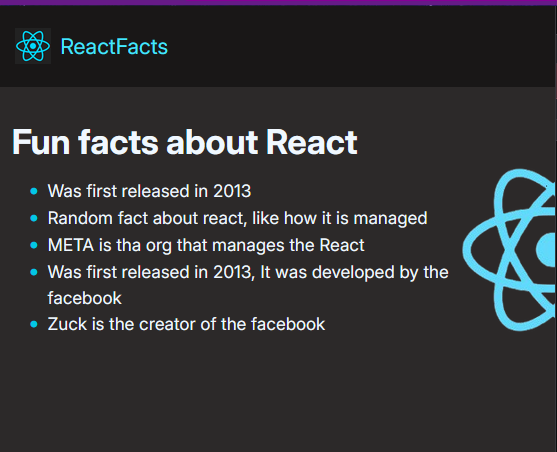 ReactFacts
Fun facts about React
Was first released in 2013
Random fact about react, like how it is managed
META is tha org that manages the React
Was first released in 2013, It was developed by the
facebook
Zuck is the creator of the facebook